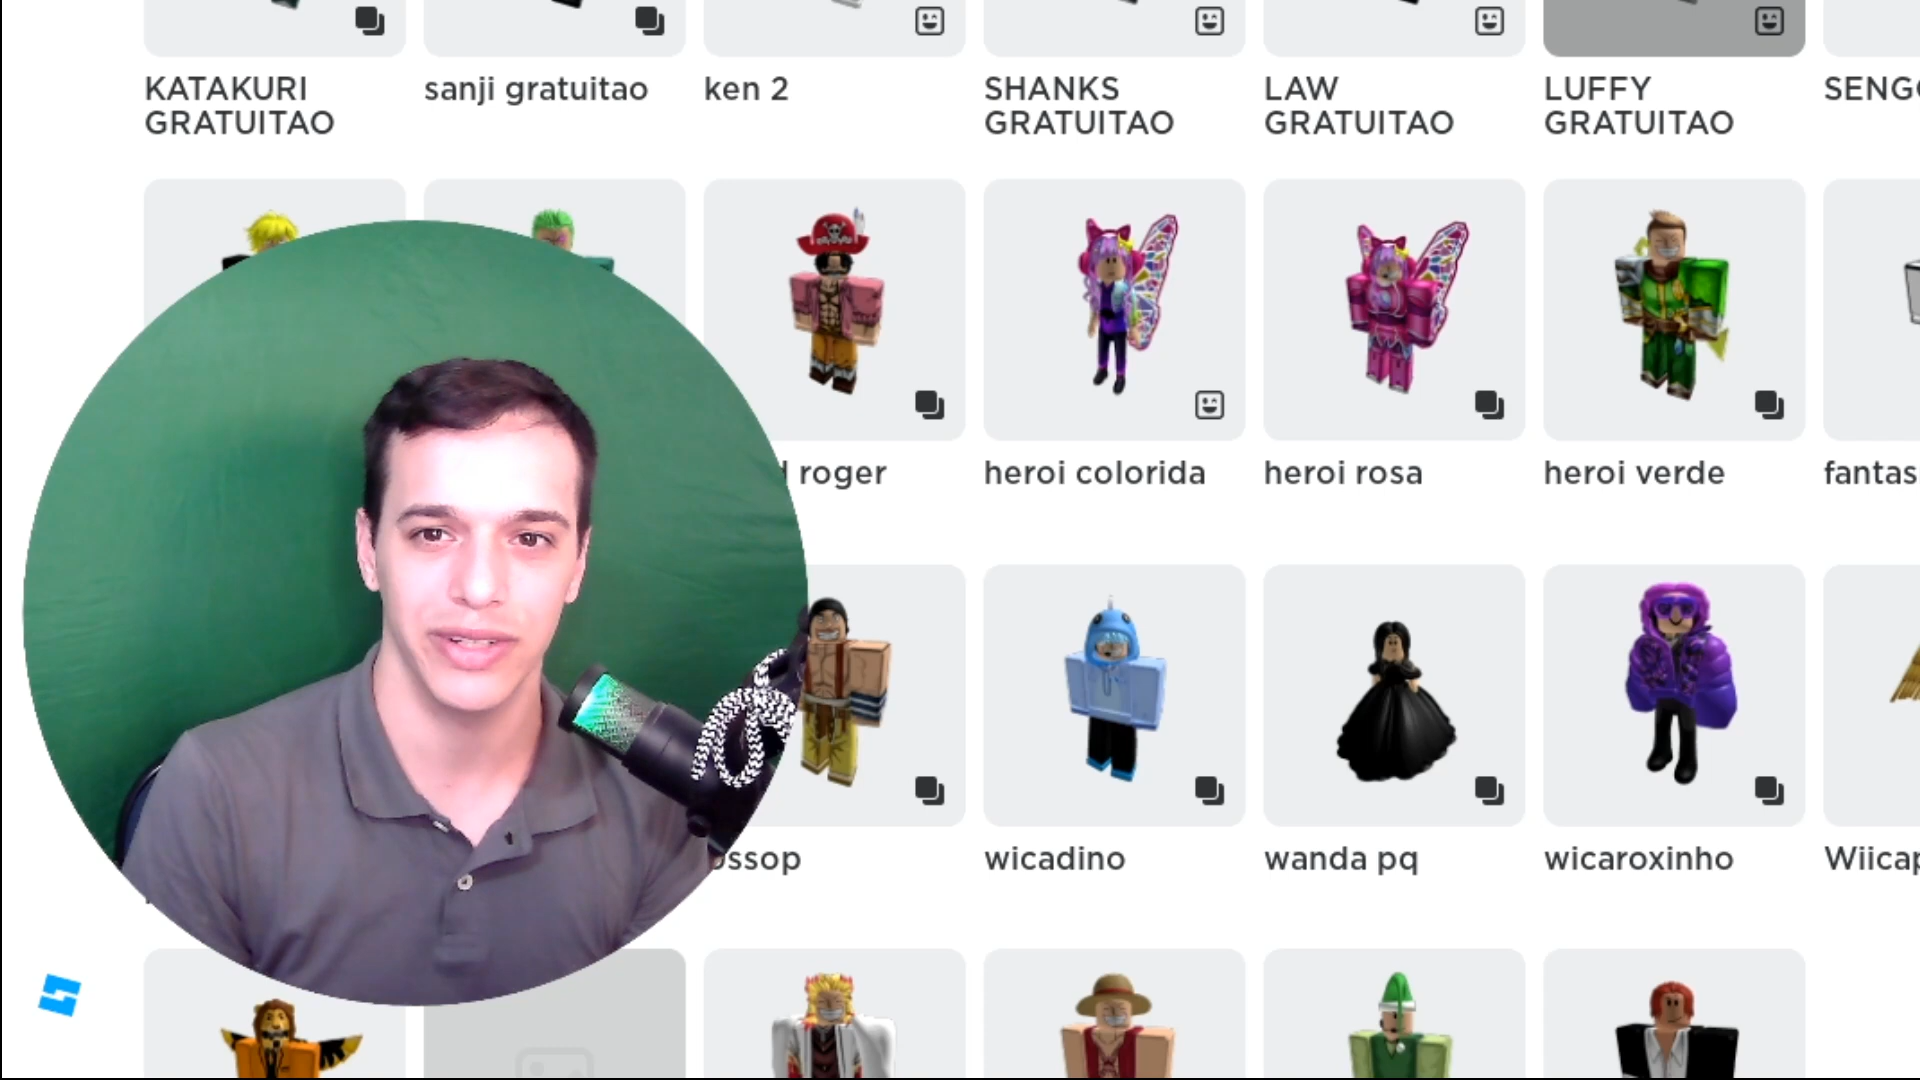 KATAKURI
GRATUITAO
sanji gratuitao
ken 2
SHANKS
GRATUITAO
LAW
GRATUITAO
LUFFY
GRATUITAO
roger
heroi colorida
heroi rosa
heroi verde
wicadino
wanda pq
wicaroxinho